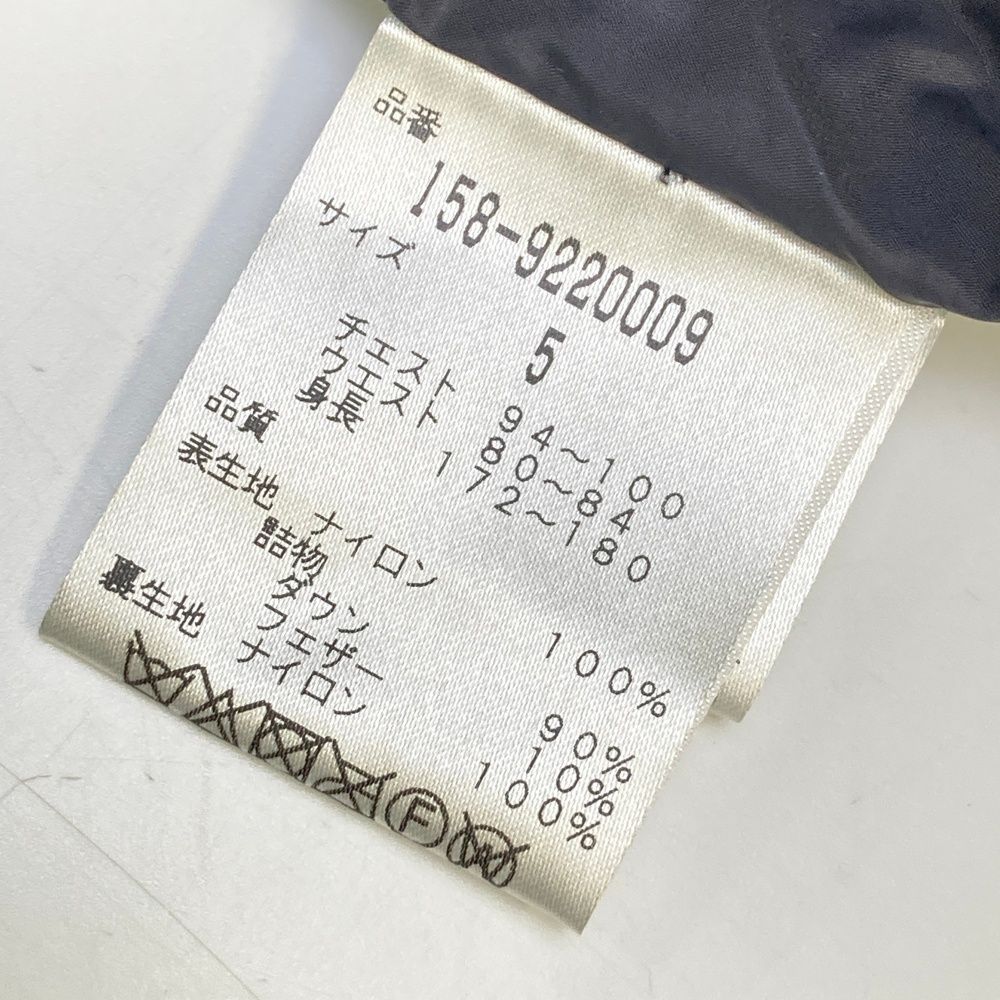 品番
158-9220009
サイズ 5
チエスト 94～100
ウエスト 80～84
身長 172～180
品質
表生地 ナイロン 100%
詰物
ダウン 90%
フエザー 10%
裏生地 ナイロン 100%
F
W